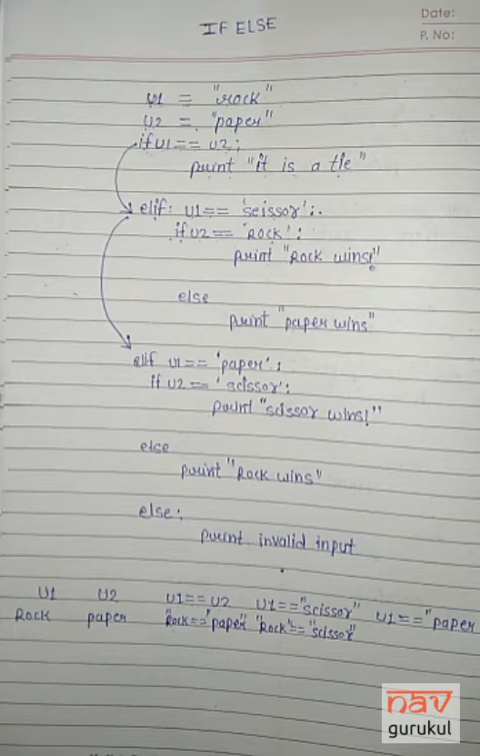 Date:
P. No:
IF ELSE
U1 = "rock"
U2 = "paper"
if U1 == U2:
print "it is a tie"
elif: U1 == 'scissor':
if U2 == 'Rock':
print "Rock wins!"
else
print "paper wins"
elif U1 == 'paper':
if U2 == 'scissor':
print "scissor wins!"
else
print "Rock wins"
else:
print invalid input
U1 U2 U1 == U2 U1 == "scissor" U1 == "paper
Rock paper "Rock == "paper" "Rock" == "scissor"
nav
gurukul